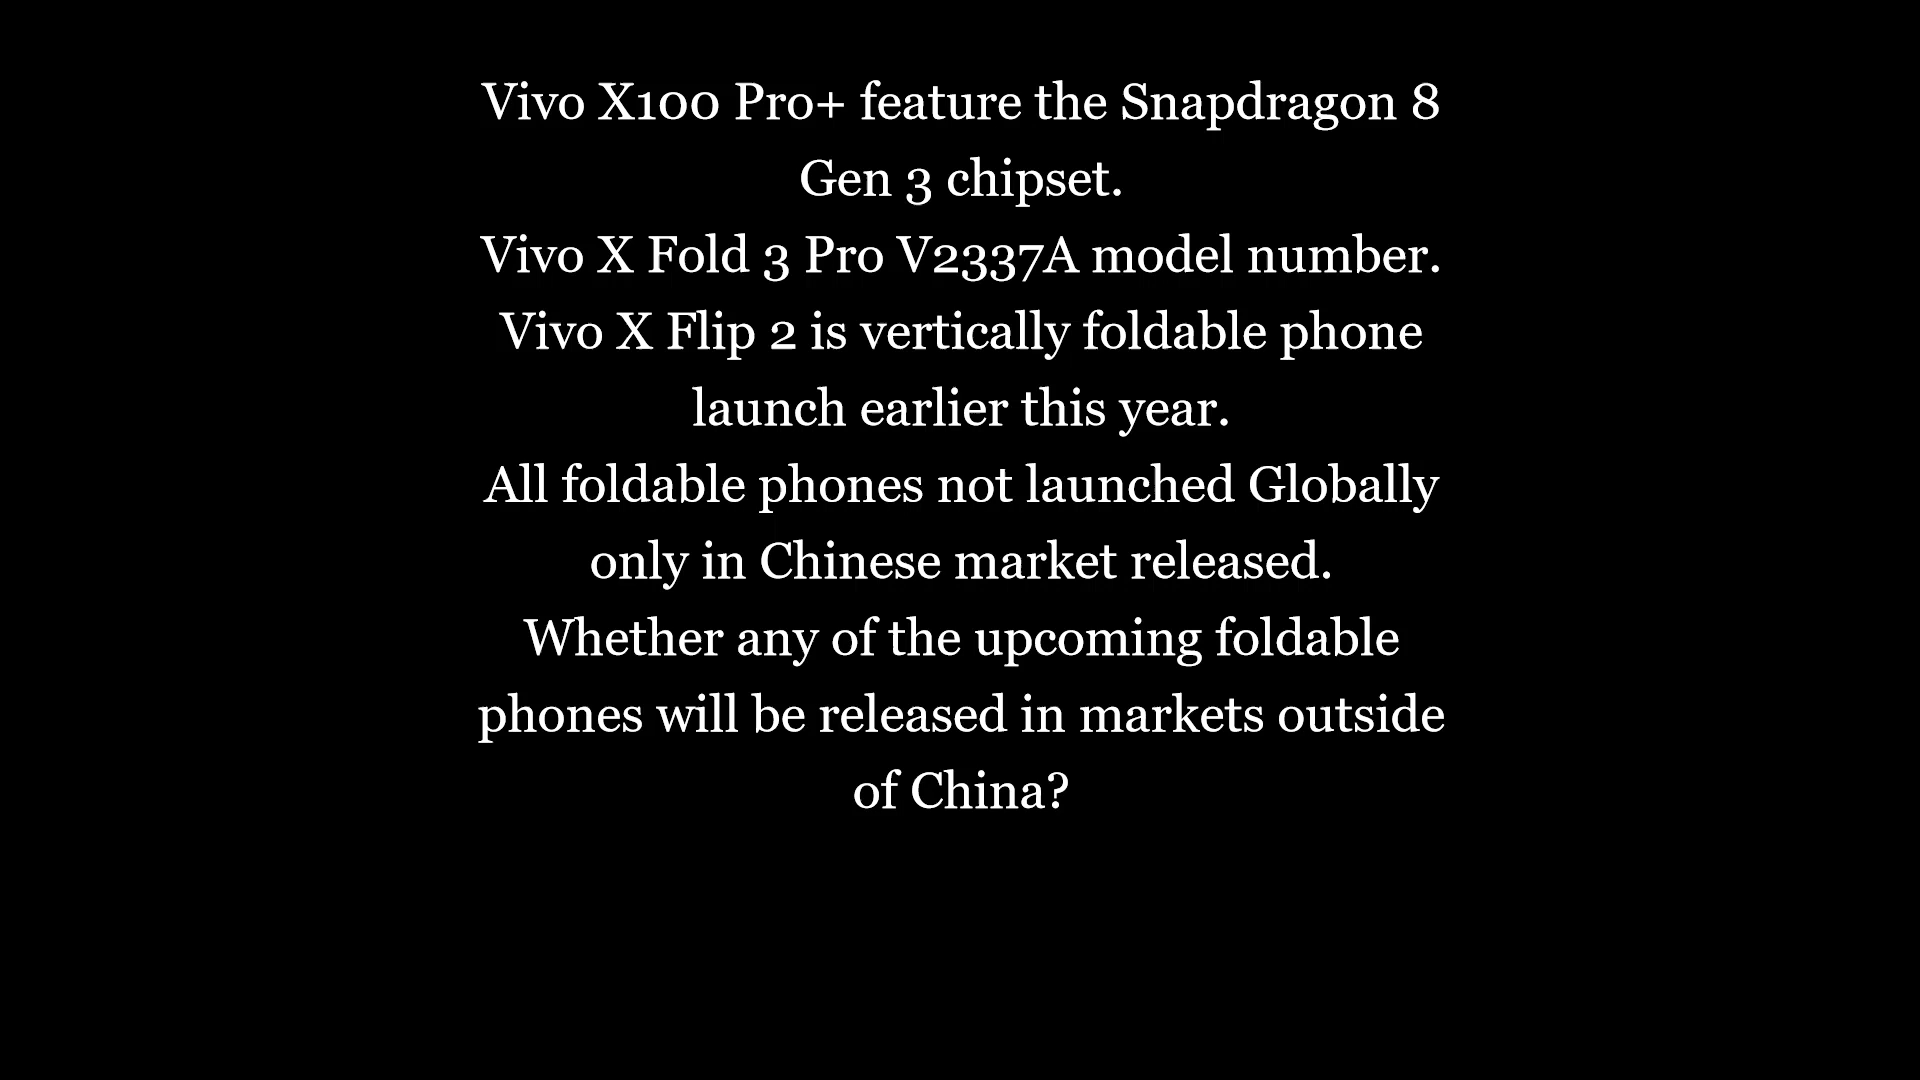 Vivo X100 Pro+ feature the Snapdragon 8
Gen 3 chipset.
Vivo X Fold 3 Pro V2337A model number.
Vivo X Flip 2 is vertically foldable phone
launch earlier this year.
All foldable phones not launched Globally
only in Chinese market released.
Whether any of the upcoming foldable
phones will be released in markets outside
of China?